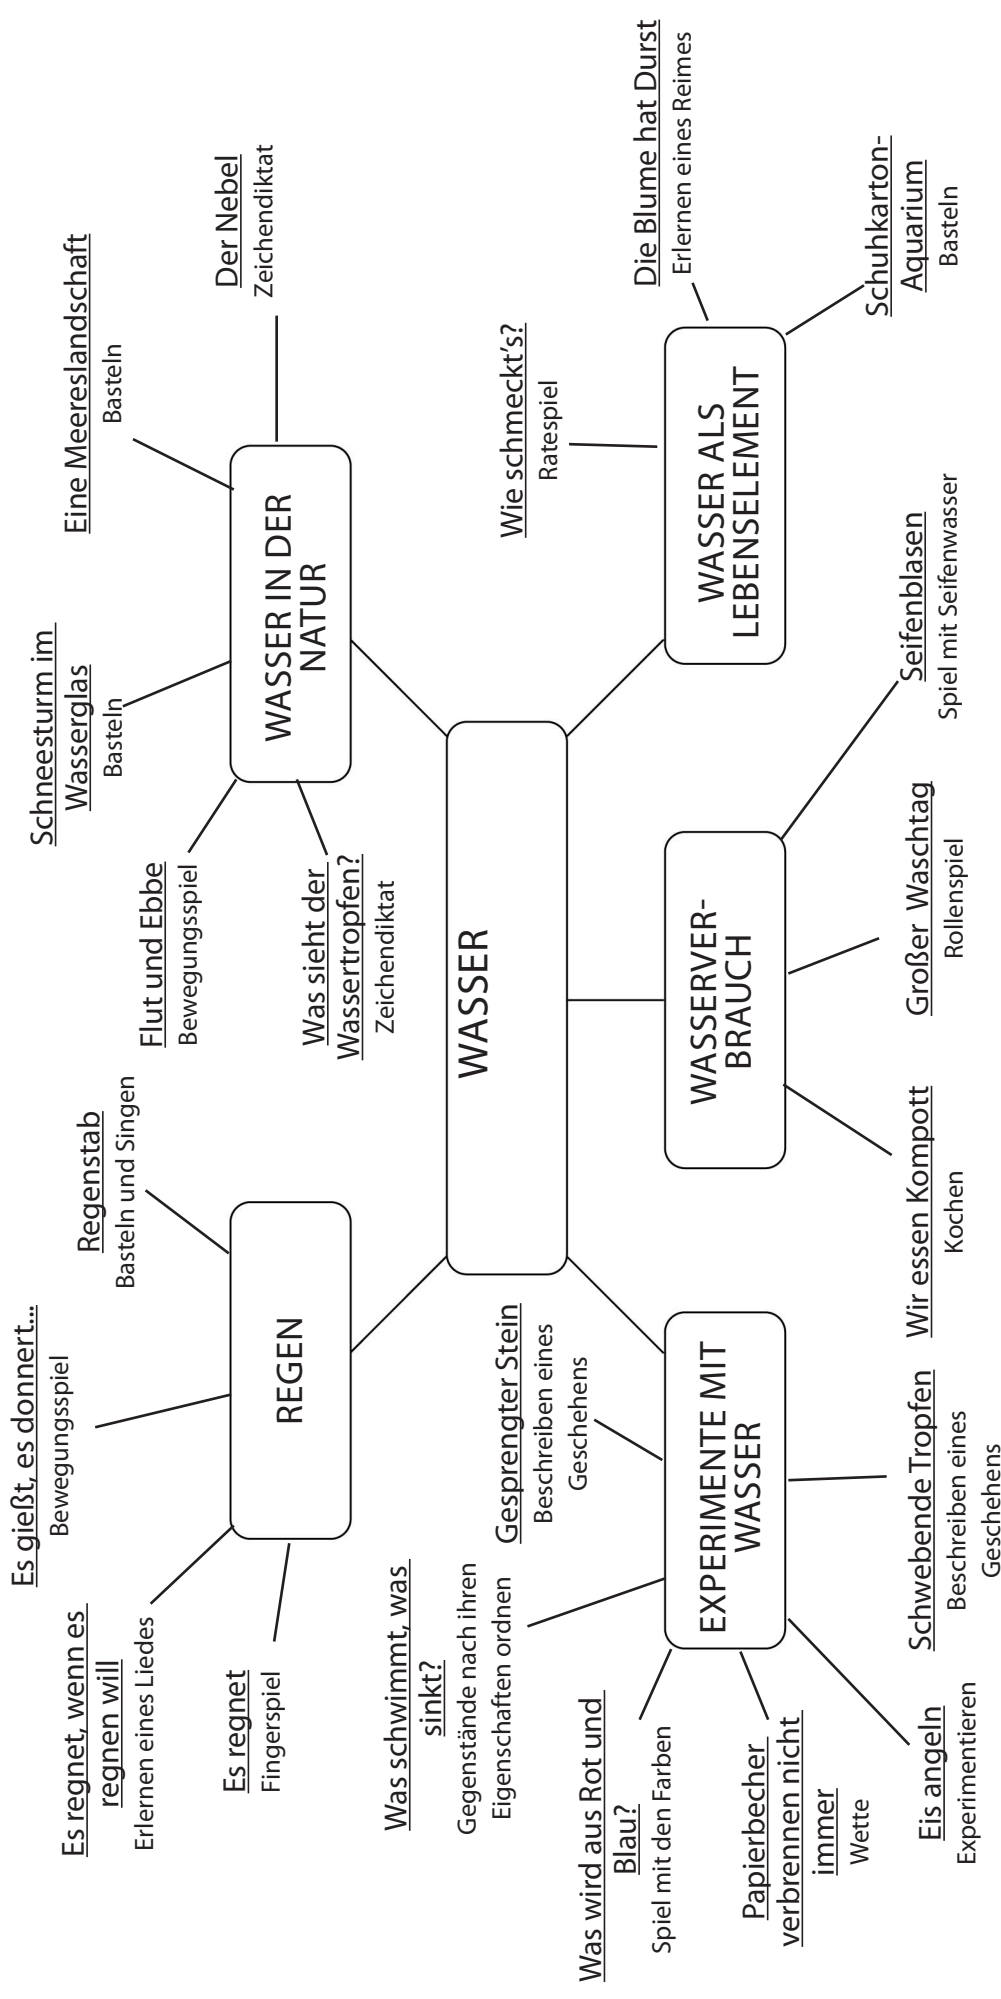 Es gießt, es donnert...
Bewegungsspiel
Regenstab
Basteln und Singen
Es regnet, wenn es
regnen will
Erlernen eines Liedes
Es regnet
Fingerspiel
REGEN
Schneesturm im
Wasserglas
Basteln
Eine Meereslandschaft
Basteln
Flut und Ebbe
Bewegungsspiel
Der Nebel
Zeichendiktat
Was sieht der
Wassertropfen?
Zeichendiktat
WASSER IN DER
NATUR
WASSER
Was schwimmt, was
sinkt?
Gegenstände nach ihren
Eigenschaften ordnen
Gesprengter Stein
Beschreiben eines
Geschehens
Was wird aus Rot und
Blau?
Spiel mit den Farben
Papierbecher
verbrennen nicht
immer
Wette
Eis angeln
Experimentieren
Schwebende Tropfen
Beschreiben eines
Geschehens
EXPERIMENTE MIT
WASSER
WASSERVER-
BRAUCH
Wir essen Kompott
Kochen
Großer Waschtag
Rollenspiel
Seifenblasen
Spiel mit Seifenwasser
Wie schmeckt's?
Ratespiel
WASSER ALS
LEBENSELEMENT
Die Blume hat Durst
Erlernen eines Reimes
Schuhkarton-
Aquarium
Basteln